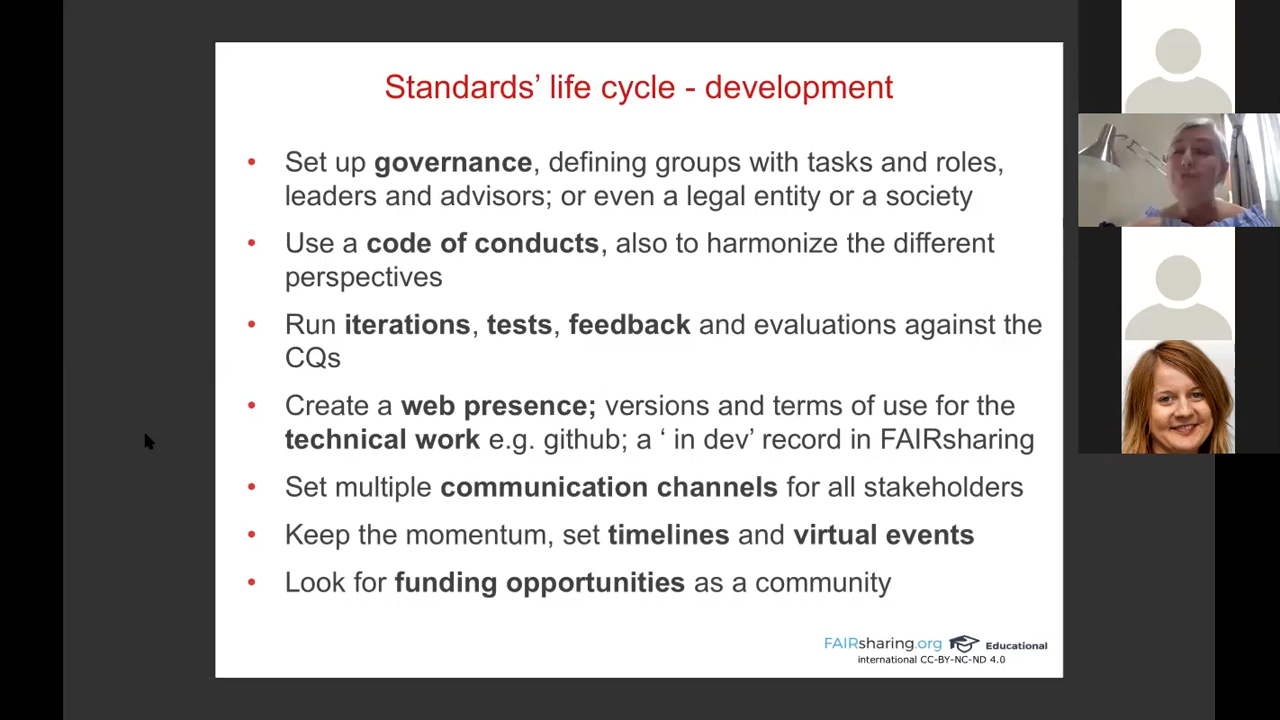 Standards’ life cycle - development
• Set up governance, defining groups with tasks and roles,
leaders and advisors; or even a legal entity or a society
• Use a code of conducts, also to harmonize the different
perspectives
• Run iterations, tests, feedback and evaluations against the
CQs
• Create a web presence; versions and terms of use for the
technical work e.g. github; a ‘ in dev’ record in FAIRsharing
• Set multiple communication channels for all stakeholders
• Keep the momentum, set timelines and virtual events
• Look for funding opportunities as a community
FAIRsharing.org Educational
international CC-BY-NC-ND 4.0